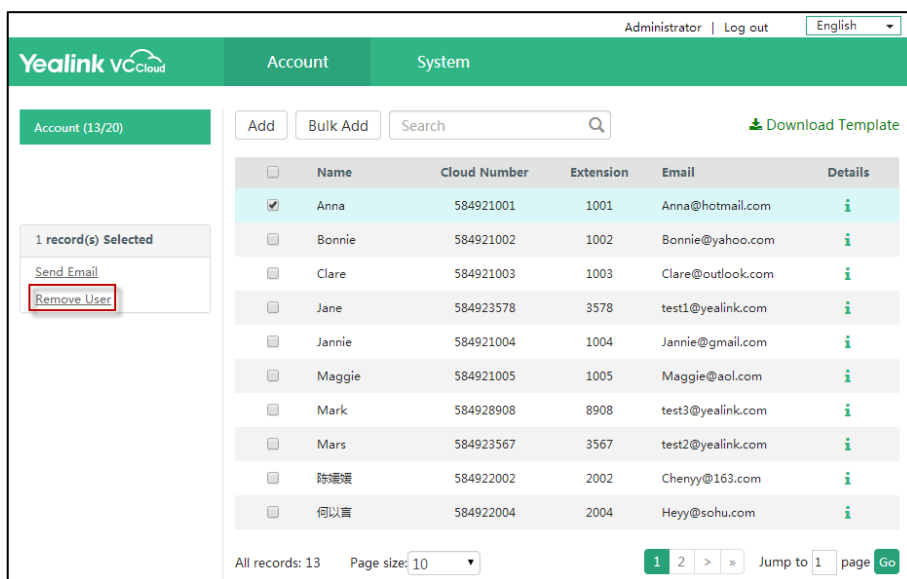 Administrator | Log out English
Yealink VCCloud Account System
Account (13/20)
Add Bulk Add Search Download Template
Name Cloud Number Extension Email Details
Anna 584921001 1001 Anna@hotmail.com
1 record(s) Selected
Send Email
Remove User
Bonnie 584921002 1002 Bonnie@yahoo.com
Clare 584921003 1003 Clare@outlook.com
Jane 584923578 3578 test1@yealink.com
Jannie 584921004 1004 Jannie@gmail.com
Maggie 584921005 1005 Maggie@aol.com
Mark 584928908 8908 test3@yealink.com
Mars 584923567 3567 test2@yealink.com
陈媛媛 584922002 2002 Chenyy@163.com
何以言 584922004 2004 Heyy@sohu.com
All records: 13 Page size: 10 1 2 > » Jump to 1 page Go